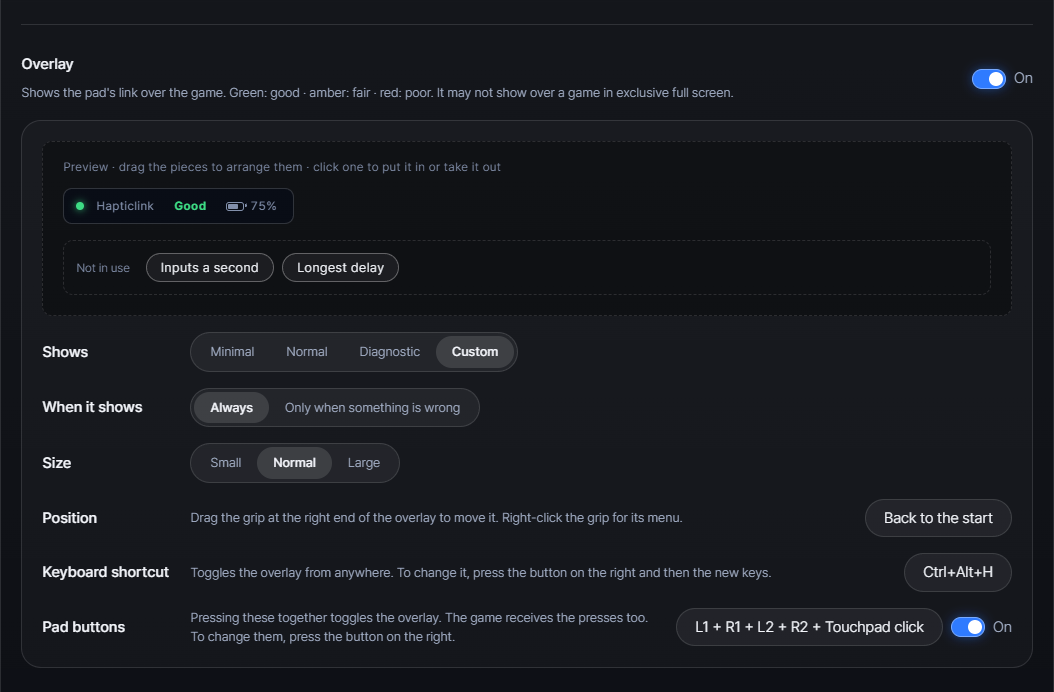 Overlay
On
Shows the pad's link over the game. Green: good · amber: fair · red: poor. It may not show over a game in exclusive full screen.
Preview · drag the pieces to arrange them · click one to put it in or take it out
Hapticlink Good 75%
Not in use Inputs a second Longest delay
Shows Minimal Normal Diagnostic Custom
When it shows Always Only when something is wrong
Size Small Normal Large
Position Drag the grip at the right end of the overlay to move it. Right-click the grip for its menu. Back to the start
Keyboard shortcut Toggles the overlay from anywhere. To change it, press the button on the right and then the new keys. Ctrl+Alt+H
Pad buttons Pressing these together toggles the overlay. The game receives the presses too.
To change them, press the button on the right.
L1 + R1 + L2 + R2 + Touchpad click On